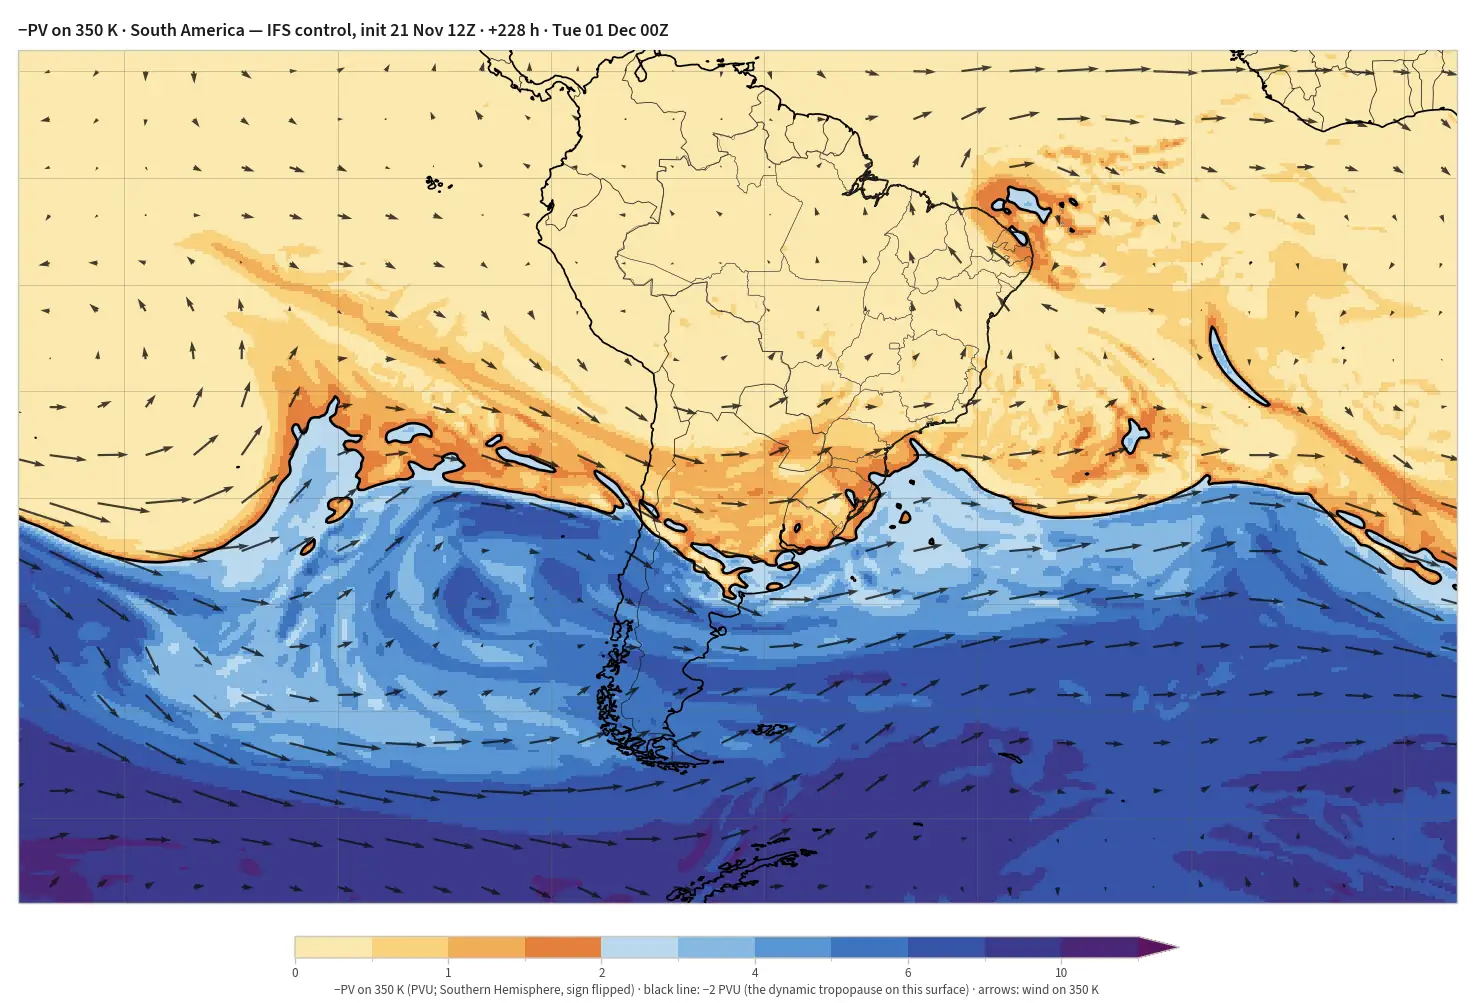 −PV on 350 K · South America — IFS control, init 21 Nov 12Z · +228 h · Tue 01 Dec 00Z
0 1 2 4 6 10
−PV on 350 K (PVU; Southern Hemisphere, sign flipped) · black line: −2 PVU (the dynamic tropopause on this surface) · arrows: wind on 350 K